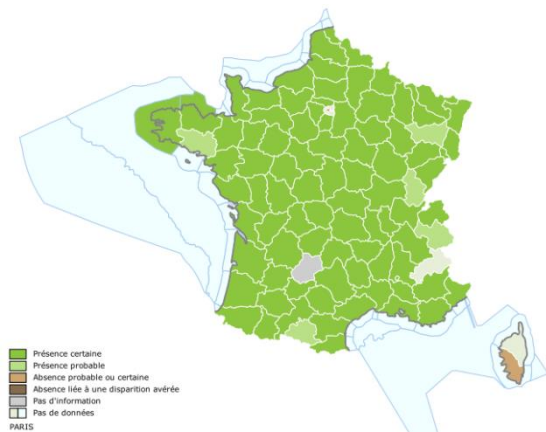 Présence certaine
Présence probable
Absence probable ou certaine
Absence liée à une disparition avérée
Pas d'information
Pas de données
PARIS